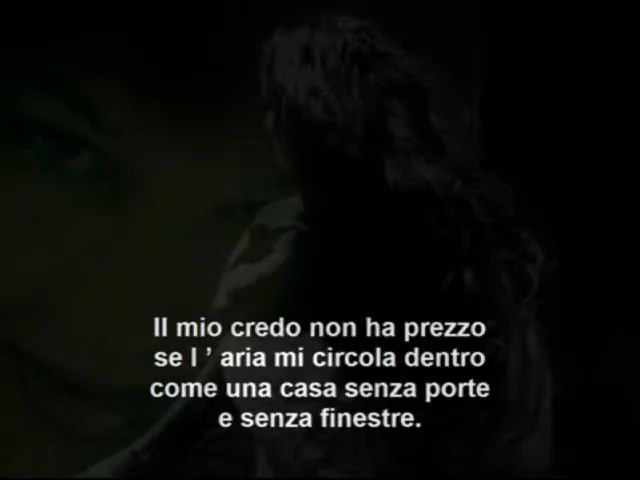 Il mio credo non ha prezzo
se l ’ aria mi circola dentro
come una casa senza porte
e senza finestre.